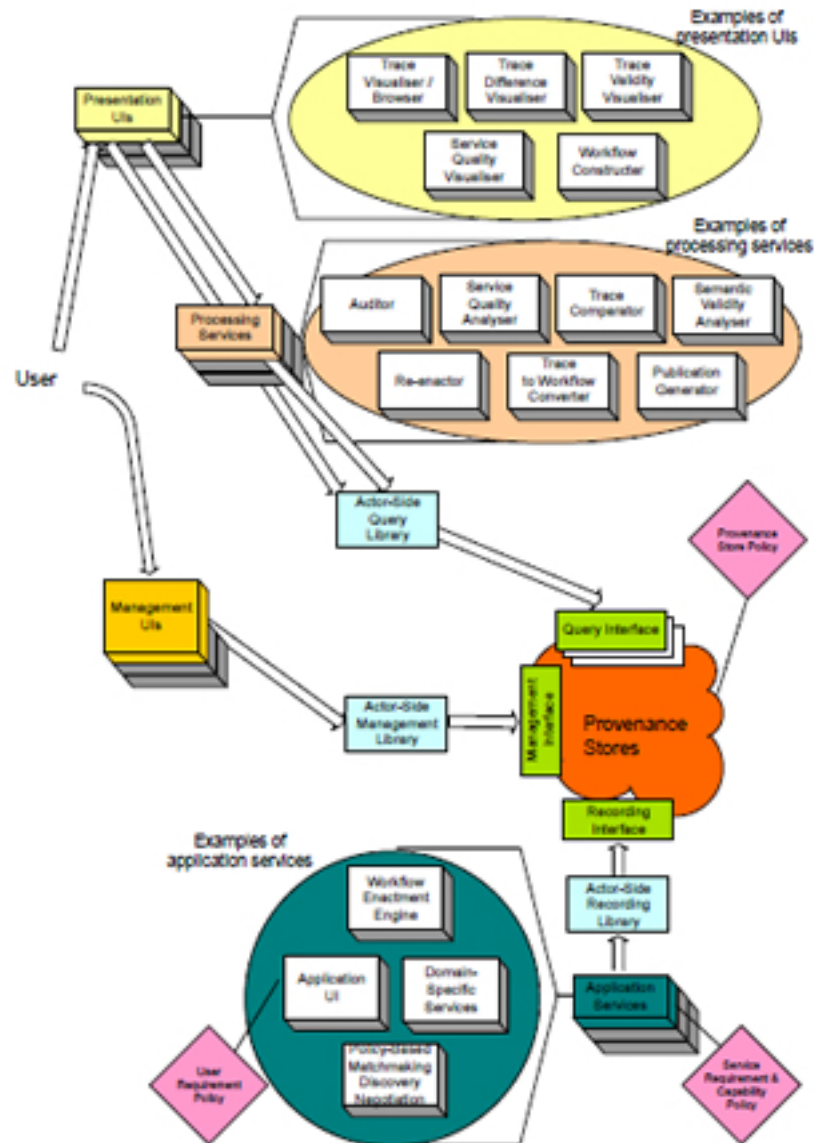 Examples of
presentation UIs
Trace
Visualiser /
Browser
Trace
Difference
Visualiser
Trace
Validity
Visualiser
Presentation
UIs
Service
Quality
Visualiser
Workflow
Constructer
Examples of
processing services
Auditor
Service
Quality
Analyser
Trace
Comparator
Semantic
Validity
Analyser
Processing
Services
Re-enactor
Trace
to Workflow
Converter
Publication
Generator
User
Actor-Side
Query
Library
Provenance
Store Policy
Management
UIs
Query Interface
Actor-Side
Management
Library
Management
Interface
Provenance
Stores
Recording
Interface
Examples of
application services
Workflow
Enactment
Engine
Actor-Side
Recording
Library
Application
UI
Domain-
Specific
Services
Application
Services
Policy-Based
Matchmaking
Discovery
Negotiation
User
Requirement
Policy
Service
Requirement &
Capability
Policy